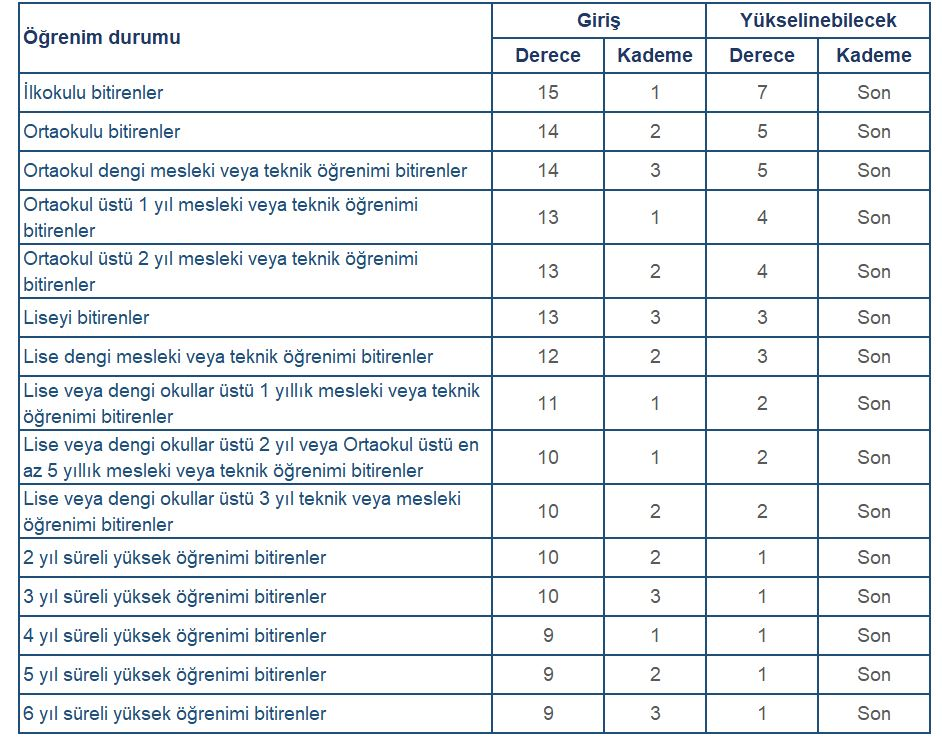 Öğrenim durumu Giriş Yükselinebilecek
Derece Kademe Derece Kademe
İlkokulu bitirenler 15 1 7 Son
Ortaokulu bitirenler 14 2 5 Son
Ortaokul dengi mesleki veya teknik öğrenimi bitirenler 14 3 5 Son
Ortaokul üstü 1 yıl mesleki veya teknik öğrenimi
bitirenler 13 1 4 Son
Ortaokul üstü 2 yıl mesleki veya teknik öğrenimi
bitirenler 13 2 4 Son
Liseyi bitirenler 13 3 3 Son
Lise dengi mesleki veya teknik öğrenimi bitirenler 12 2 3 Son
Lise veya dengi okullar üstü 1 yıllık mesleki veya teknik
öğrenimi bitirenler 11 1 2 Son
Lise veya dengi okullar üstü 2 yıl veya Ortaokul üstü en
az 5 yıllık mesleki veya teknik öğrenimi bitirenler 10 1 2 Son
Lise veya dengi okullar üstü 3 yıl teknik veya mesleki
öğrenimi bitirenler 10 2 2 Son
2 yıl süreli yüksek öğrenimi bitirenler 10 2 1 Son
3 yıl süreli yüksek öğrenimi bitirenler 10 3 1 Son
4 yıl süreli yüksek öğrenimi bitirenler 9 1 1 Son
5 yıl süreli yüksek öğrenimi bitirenler 9 2 1 Son
6 yıl süreli yüksek öğrenimi bitirenler 9 3 1 Son